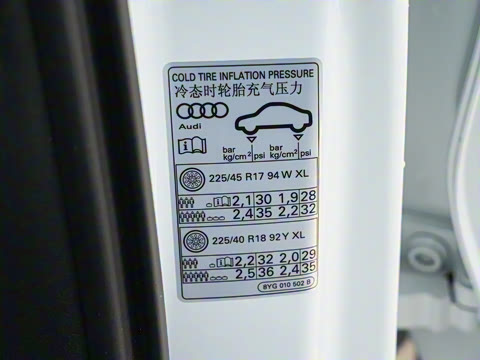 COLD TIRE INFLATION PRESSURE
冷态时轮胎充气压力
Audi
bar kg/cm² psi bar kg/cm² psi
225/45 R17 94 W XL
2,1 30 1,9 28
2,4 35 2,2 32
225/40 R18 92 Y XL
2,2 32 2,0 29
2,5 36 2,4 35
8YG 010 502 B